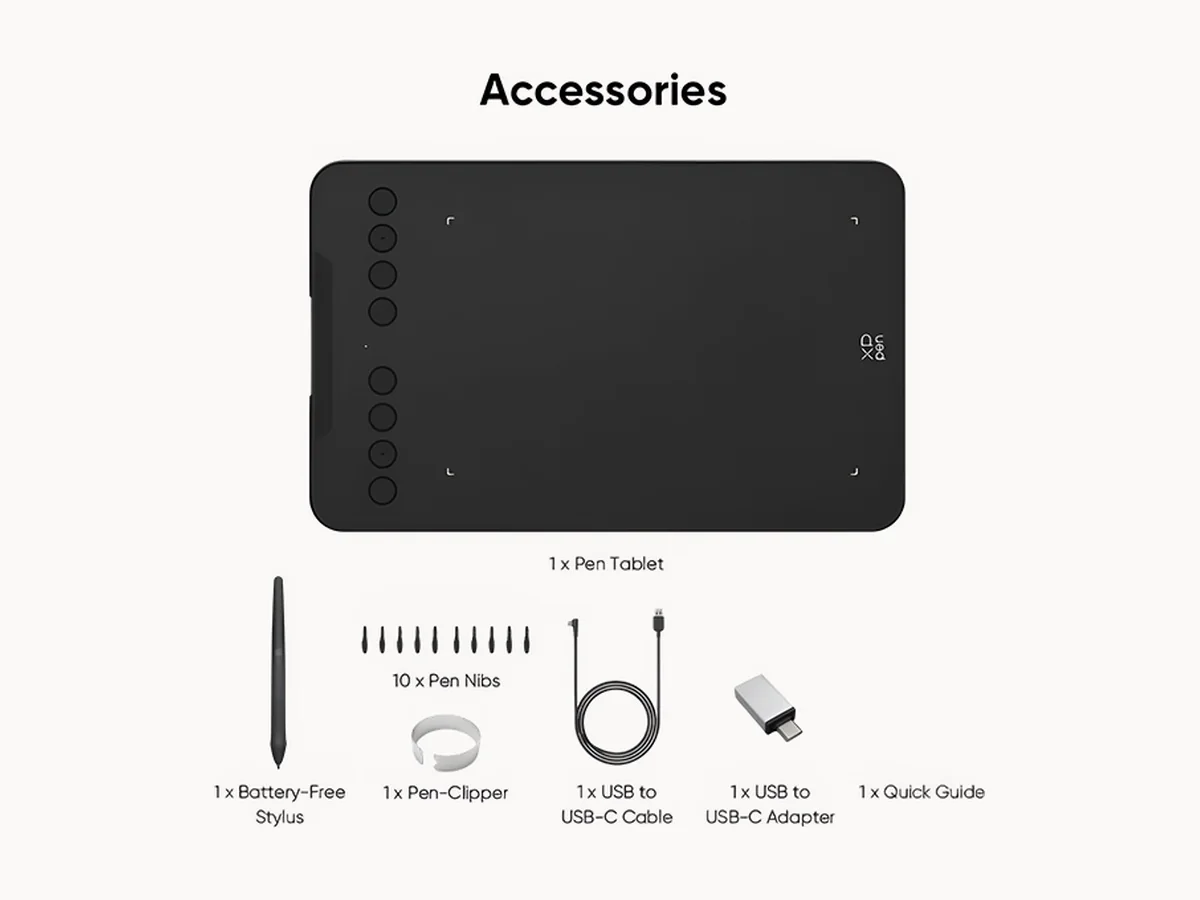 Accessories
XP
pen
1 x Pen Tablet
10 x Pen Nibs
1 x Battery-Free
Stylus
1 x Pen-Clipper
1 x USB to
USB-C Cable
1 x USB to
USB-C Adapter
1 x Quick Guide